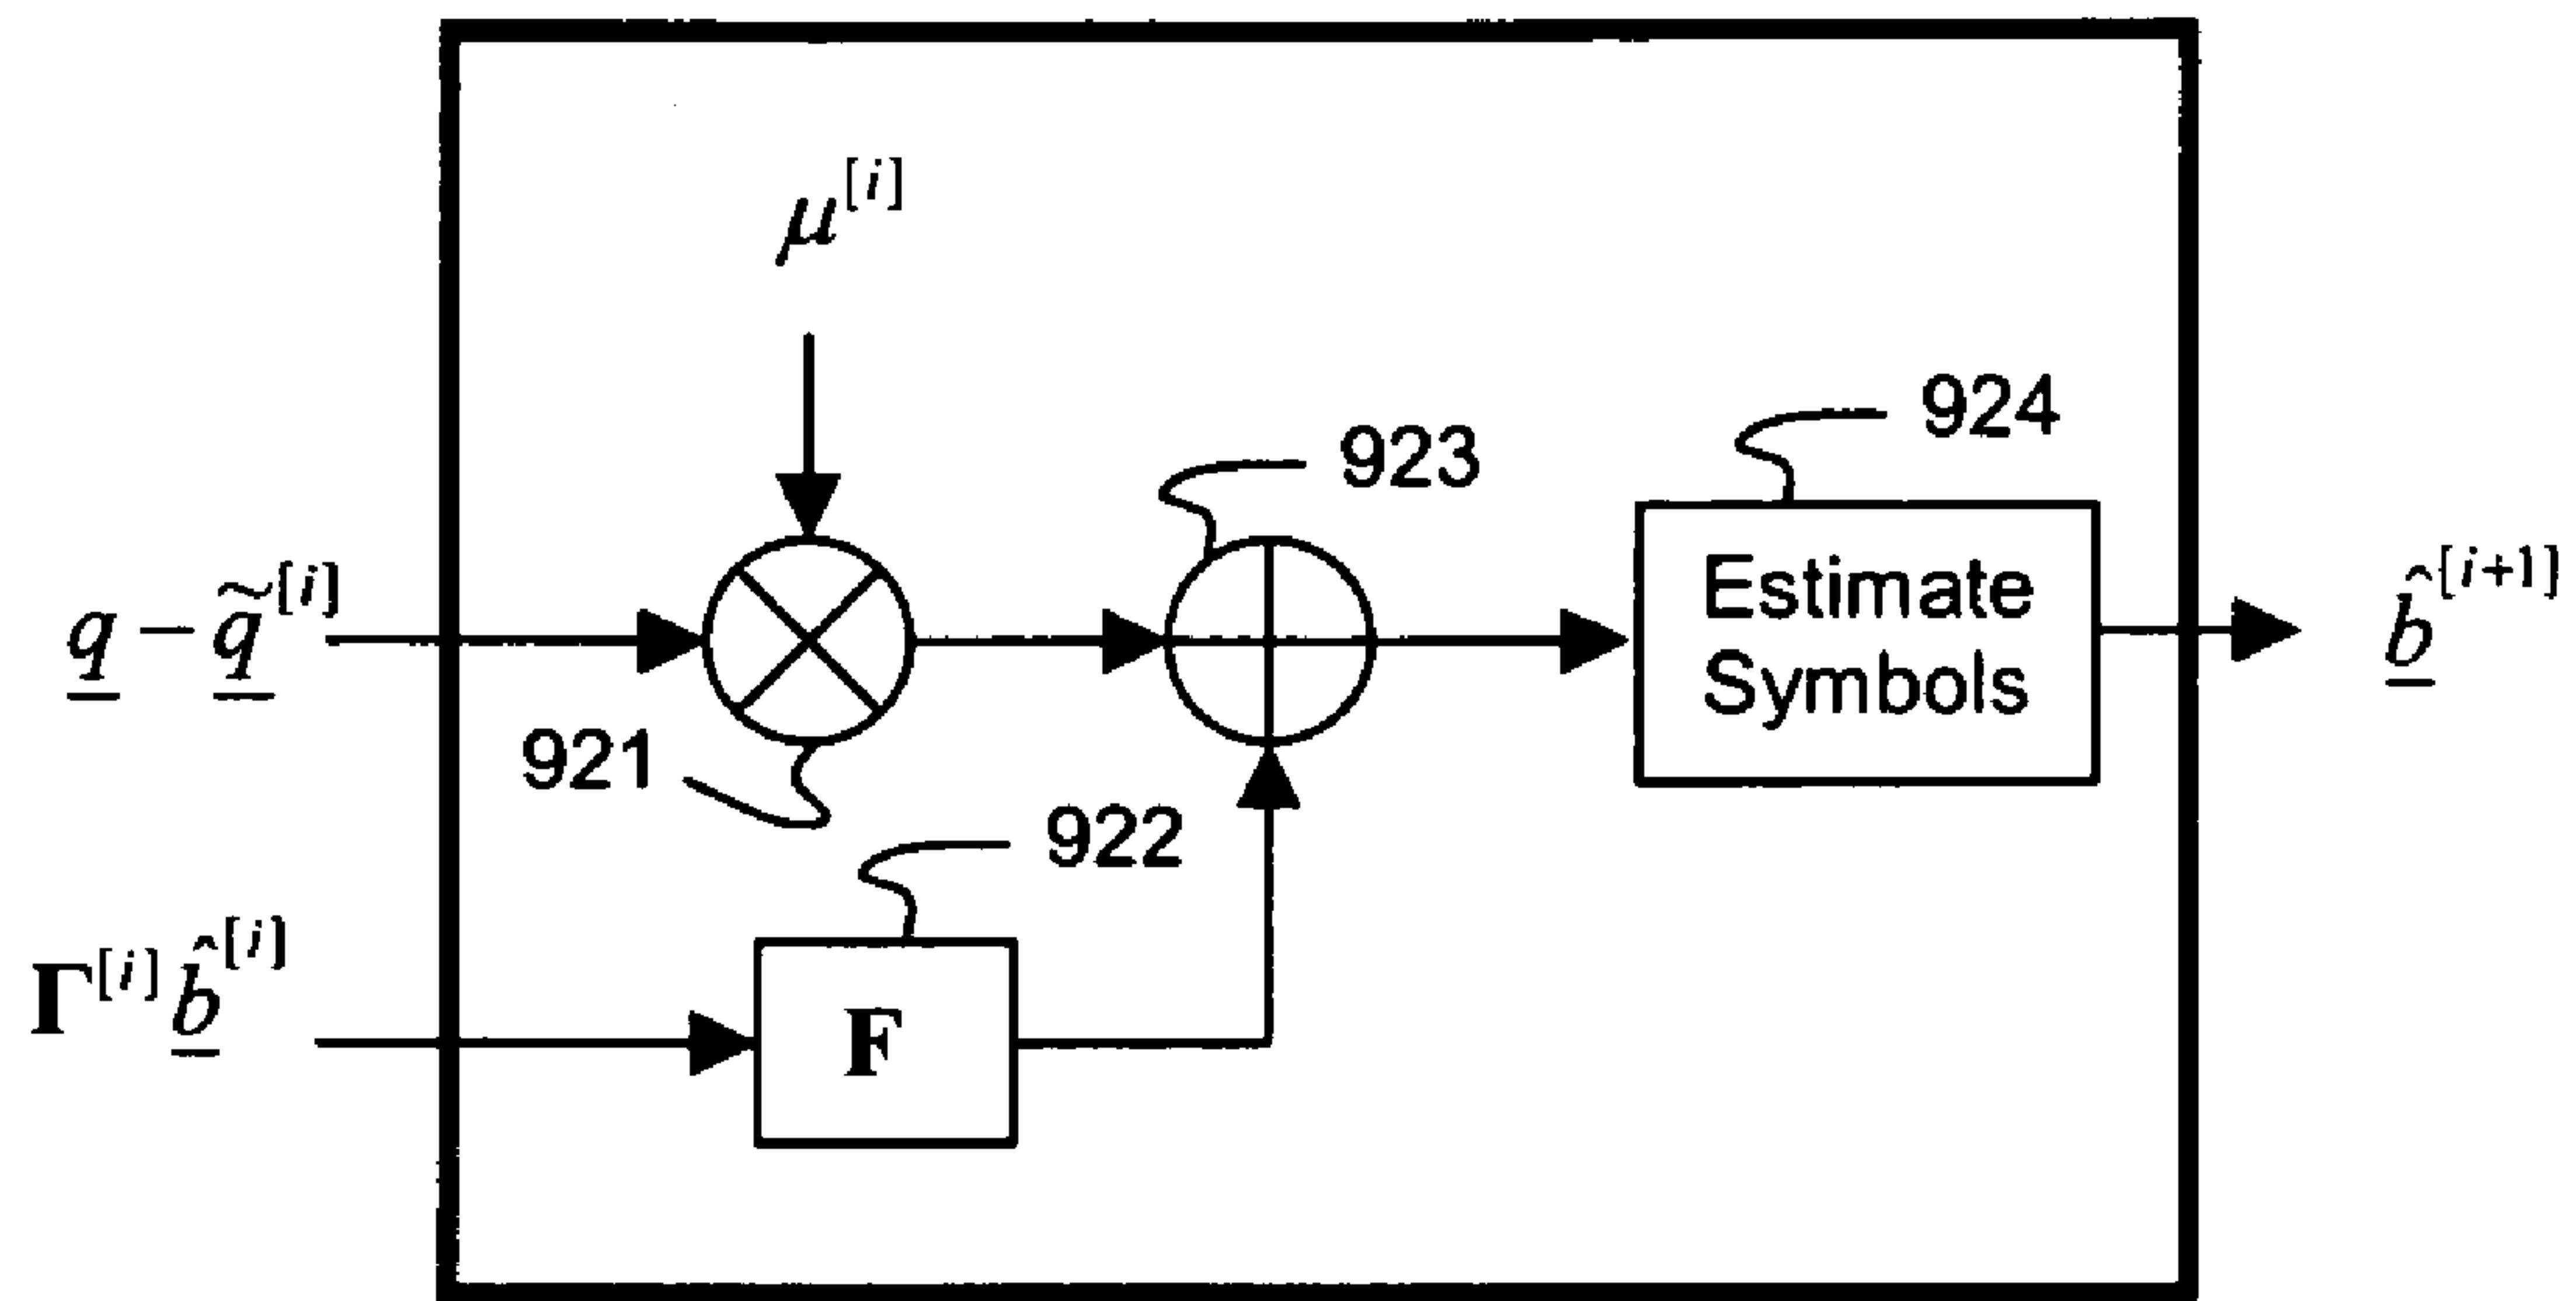 μ^[i]
924
923
q − q̃^[i]
Estimate
Symbols
b̂^[i+1]
921
922
Γ^[i] b̂^[i]
F